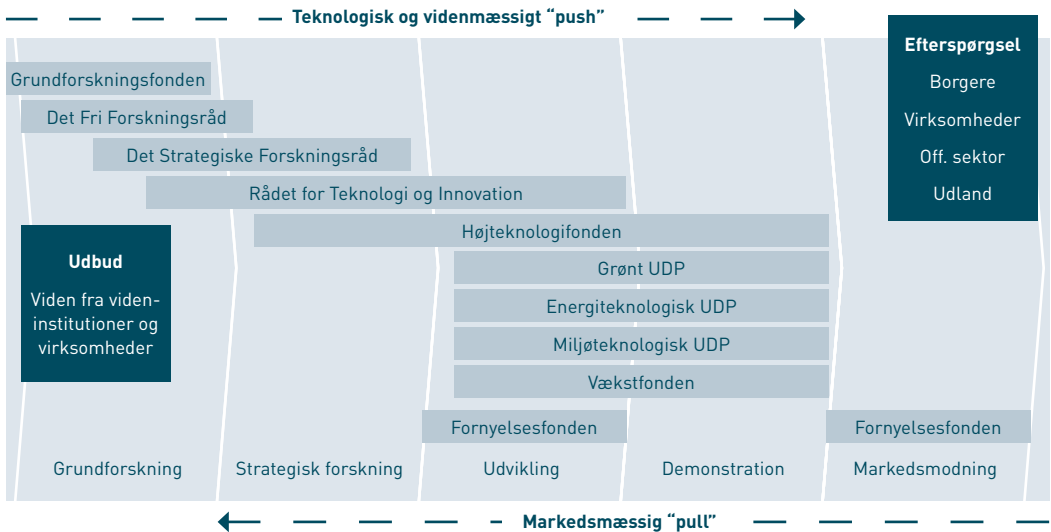 Teknologisk og videnmæssigt “push”
Efterspørgsel
Borgere
Virksomheder
Off. sektor
Udland
Grundforskningsfonden
Det Fri Forskningsråd
Det Strategiske Forskningsråd
Rådet for Teknologi og Innovation
Højteknologifonden
Udbud
Viden fra viden-
institutioner og
virksomheder
Grønt UDP
Energiteknologisk UDP
Miljøteknologisk UDP
Vækstfonden
Fornyelsesfonden
Fornyelsesfonden
Grundforskning
Strategisk forskning
Udvikling
Demonstration
Markedsmodning
Markedsmæssig “pull”